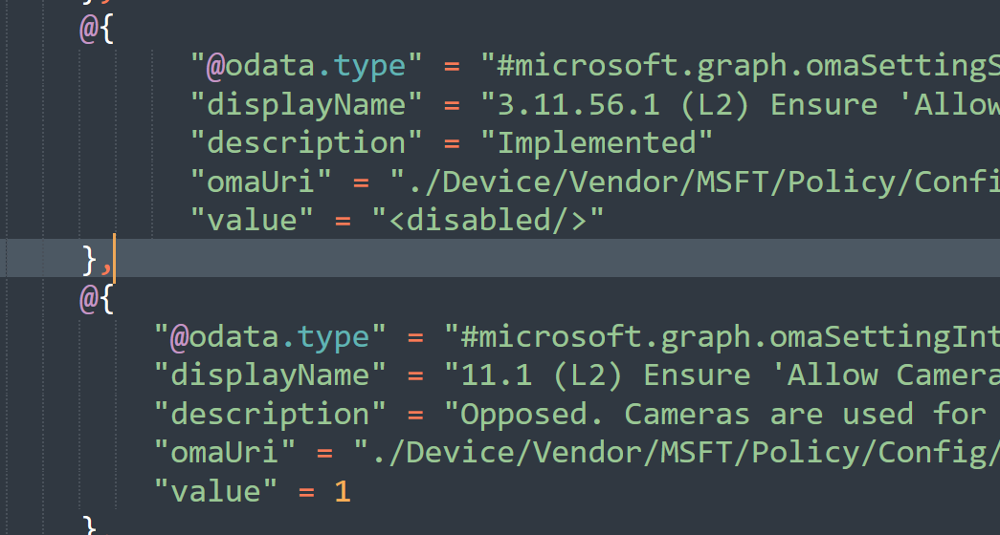 },
@{
"@odata.type" = "#microsoft.graph.omaSettingS
"displayName" = "3.11.56.1 (L2) Ensure 'Allow
"description" = "Implemented"
"omaUri" = "./Device/Vendor/MSFT/Policy/Confi
"value" = "<disabled/>"
},
@{
"@odata.type" = "#microsoft.graph.omaSettingInt
"displayName" = "11.1 (L2) Ensure 'Allow Camera
"description" = "Opposed. Cameras are used for
"omaUri" = "./Device/Vendor/MSFT/Policy/Config/
"value" = 1
}